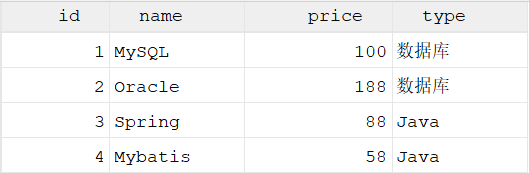 id name price type
1 MySQL 100 数据库
2 Oracle 188 数据库
3 Spring 88 Java
4 Mybatis 58 Java